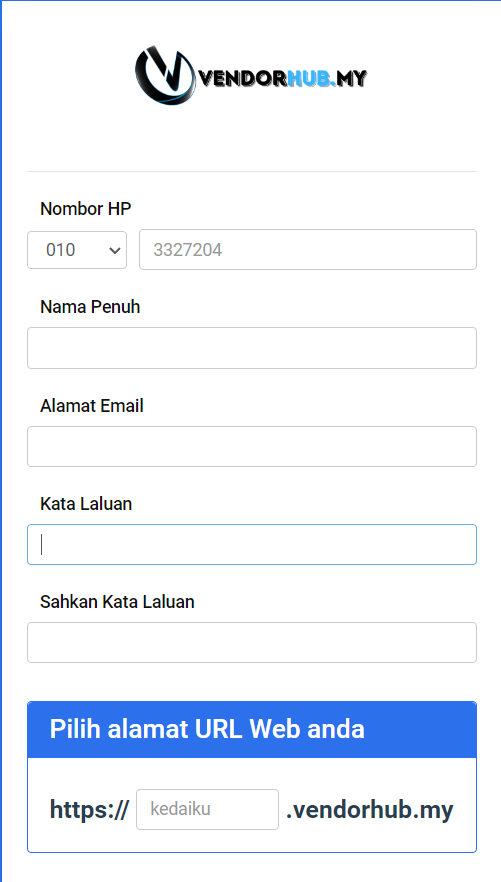 VENDORHUB.MY
Nombor HP
010 3327204
Nama Penuh
Alamat Email
Kata Laluan
Sahkan Kata Laluan
Pilih alamat URL Web anda
https:// kedaiku .vendorhub.my